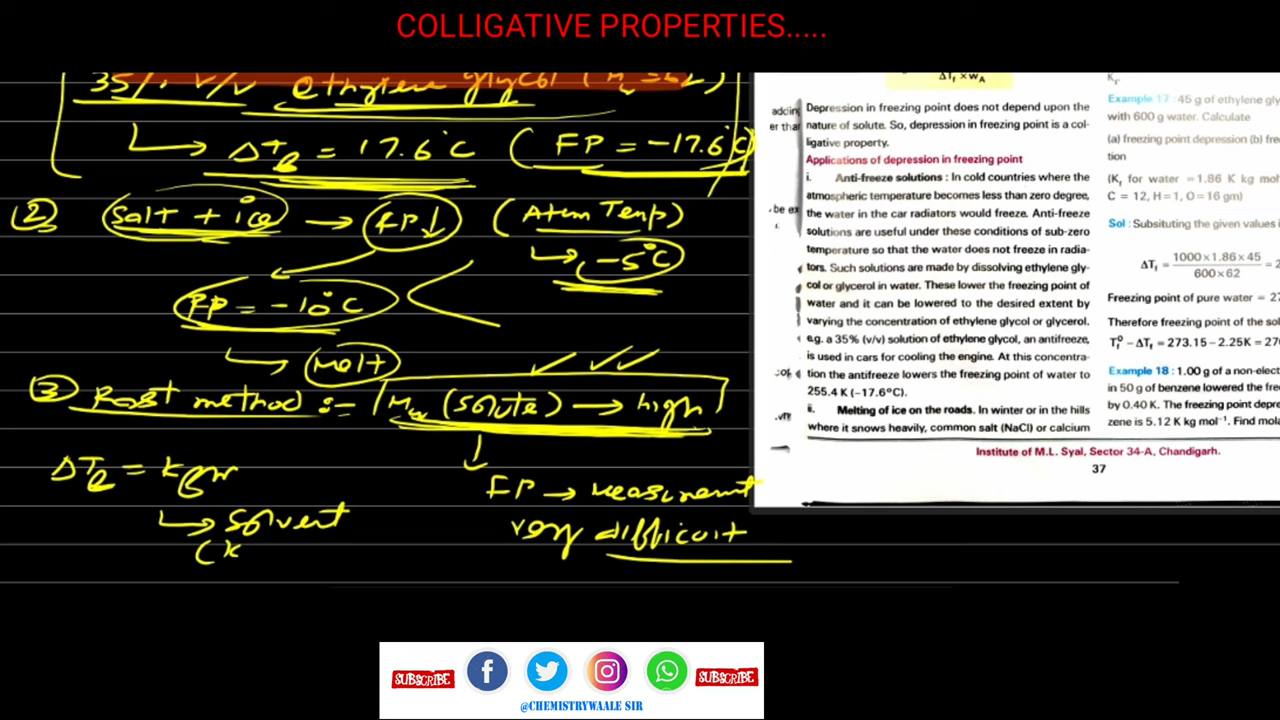 COLLIGATIVE PROPERTIES.....
35% v/v ethylene glycol
ΔTf = 17.6°C (FP = -17.6°C)
② Salt + ice → FP↓ (Atom Temp)
-5°C
FP = -10°C
Melt
③ Rast method :- Mw (solute) → high
ΔTf = Kf m
FP → measurement
solvent
very difficult
(K
ΔTf × wA
adding
er than
be ex
Depression in freezing point does not depend upon the
nature of solute. So, depression in freezing point is a col-
ligative property.
Applications of depression in freezing point
i. Anti-freeze solutions : In cold countries where the
atmospheric temperature becomes less than zero degree,
the water in the car radiators would freeze. Anti-freeze
solutions are useful under these conditions of sub-zero
temperature so that the water does not freeze in radia-
tors. Such solutions are made by dissolving ethylene gly-
col or glycerol in water. These lower the freezing point of
water and it can be lowered to the desired extent by
varying the concentration of ethylene glycol or glycerol.
e.g. a 35% (v/v) solution of ethylene glycol, an antifreeze,
is used in cars for cooling the engine. At this concentra-
tion the antifreeze lowers the freezing point of water to
255.4 K (-17.6°C).
ii. Melting of ice on the roads. In winter or in the hills
where it snows heavily, common salt (NaCl) or calcium
Kf
Example 17 : 45 g of ethylene gly
with 600 g water. Calculate
(a) freezing point depression (b) fre
tion
(Kf for water = 1.86 K kg mol
C = 12, H = 1, O = 16 gm)
Sol : Subsituting the given values i
ΔTf = 1000×1.86×45 / 600×62 = 2
Freezing point of pure water = 27
Therefore freezing point of the sol
Tf° − ΔTf = 273.15 − 2.25K = 270
Example 18 : 1.00 g of a non-elect
in 50 g of benzene lowered the free
by 0.40 K. The freezing point depre
zene is 5.12 K kg mol⁻¹. Find mola
Institute of M.L. Syal, Sector 34-A, Chandigarh.
37
SUBSCRIBE
SUBSCRIBE
@CHEMISTRYWAALE SIR